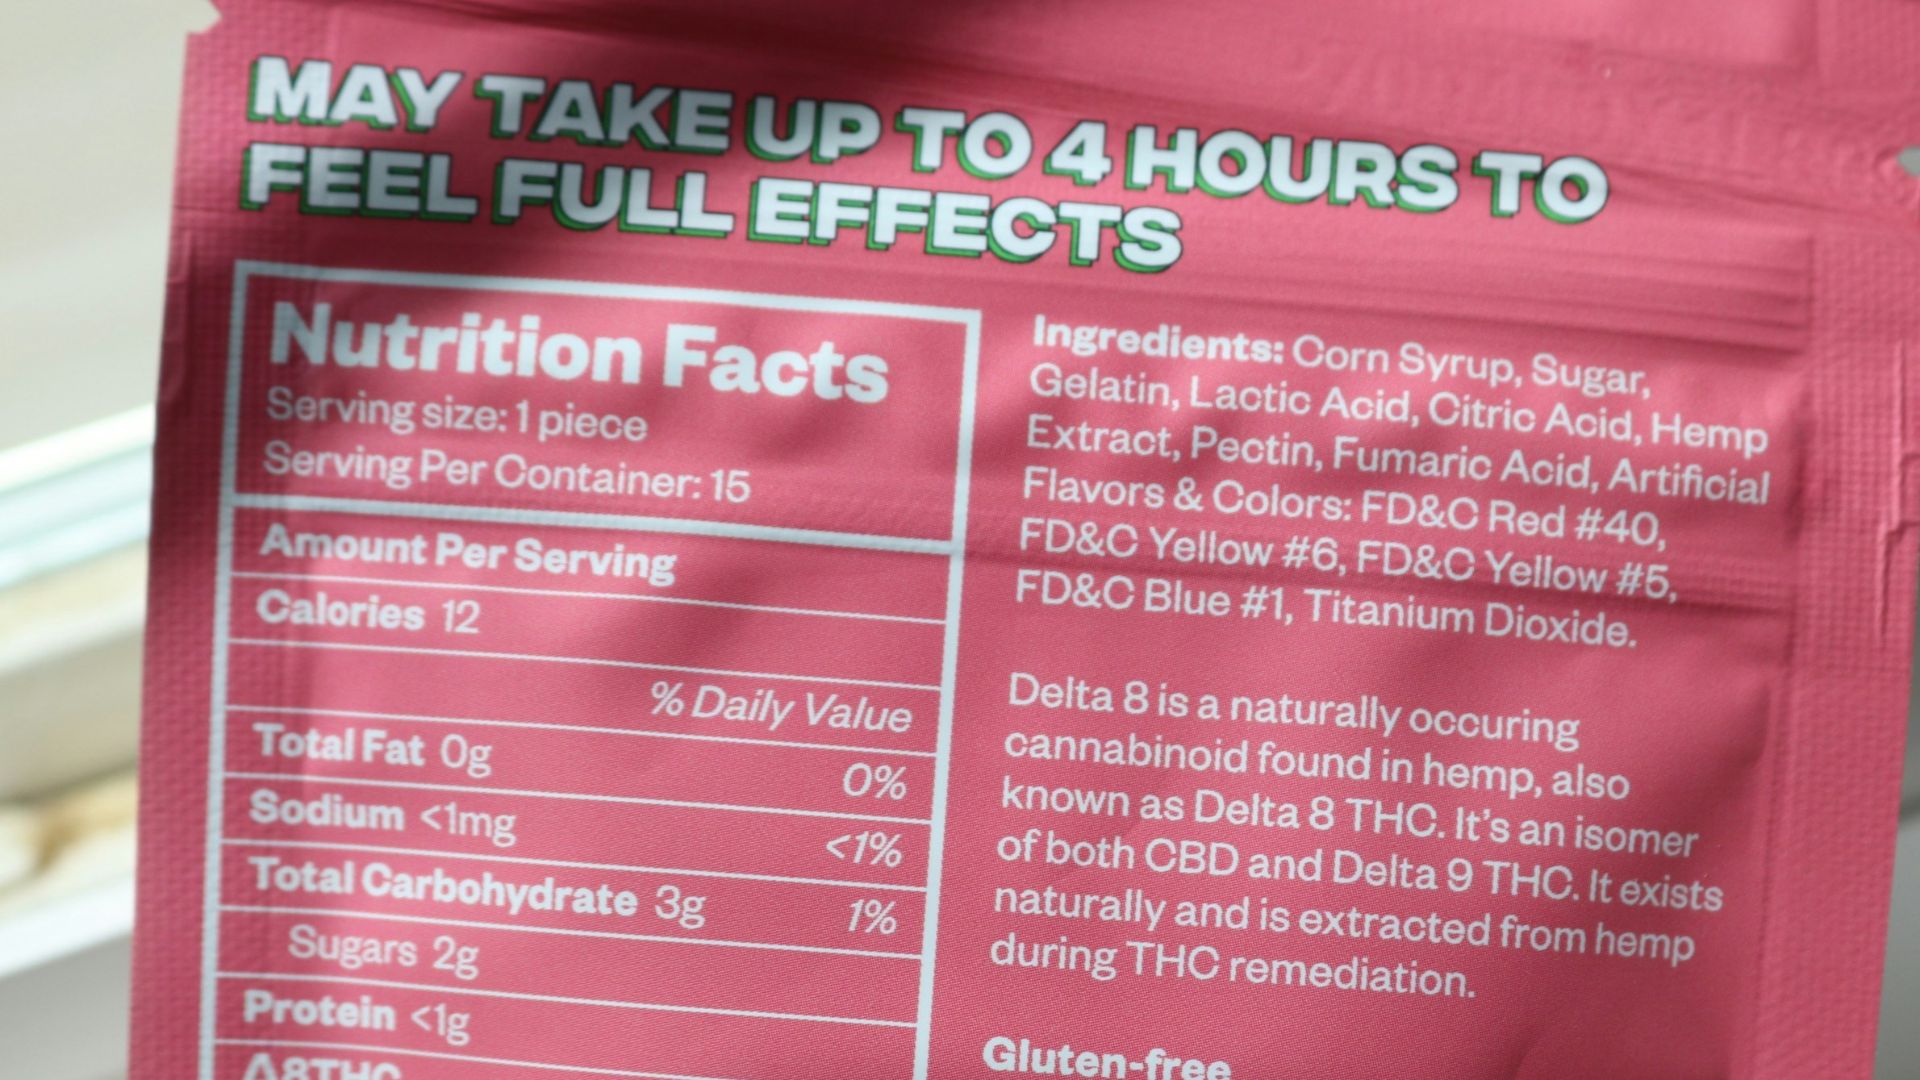 MAY TAKE UP TO 4 HOURS TO
FEEL FULL EFFECTS
Nutrition Facts
Serving size: 1 piece
Serving Per Container: 15
Amount Per Serving
Calories 12
% Daily Value
Total Fat 0g 0%
Sodium <1mg <1%
Total Carbohydrate 3g 1%
Sugars 2g
Protein <1g
Δ8THC
Ingredients: Corn Syrup, Sugar,
Gelatin, Lactic Acid, Citric Acid, Hemp
Extract, Pectin, Fumaric Acid, Artificial
Flavors & Colors: FD&C Red #40,
FD&C Yellow #6, FD&C Yellow #5,
FD&C Blue #1, Titanium Dioxide.
Delta 8 is a naturally occuring
cannabinoid found in hemp, also
known as Delta 8 THC. It's an isomer
of both CBD and Delta 9 THC. It exists
naturally and is extracted from hemp
during THC remediation.
Gluten-free